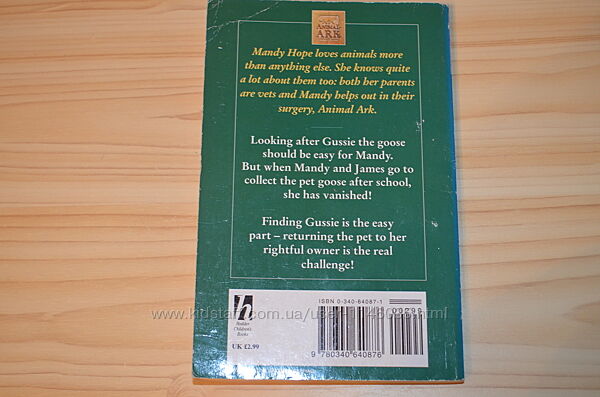 ANIMAL
ARK
Mandy Hope loves animals more
than anything else. She knows quite
a lot about them too: both her parents
are vets and Mandy helps out in their
surgery, Animal Ark.
Looking after Gussie the goose
should be easy for Mandy.
But when Mandy and James go to
collect the pet goose after school,
she has vanished!
Finding Gussie is the easy
part – returning the pet to her
rightful owner is the real
challenge!
ISBN 0-340-64087-1
00299
h
Hodder
Children's
Books
UK £2.99
9 780340 640876